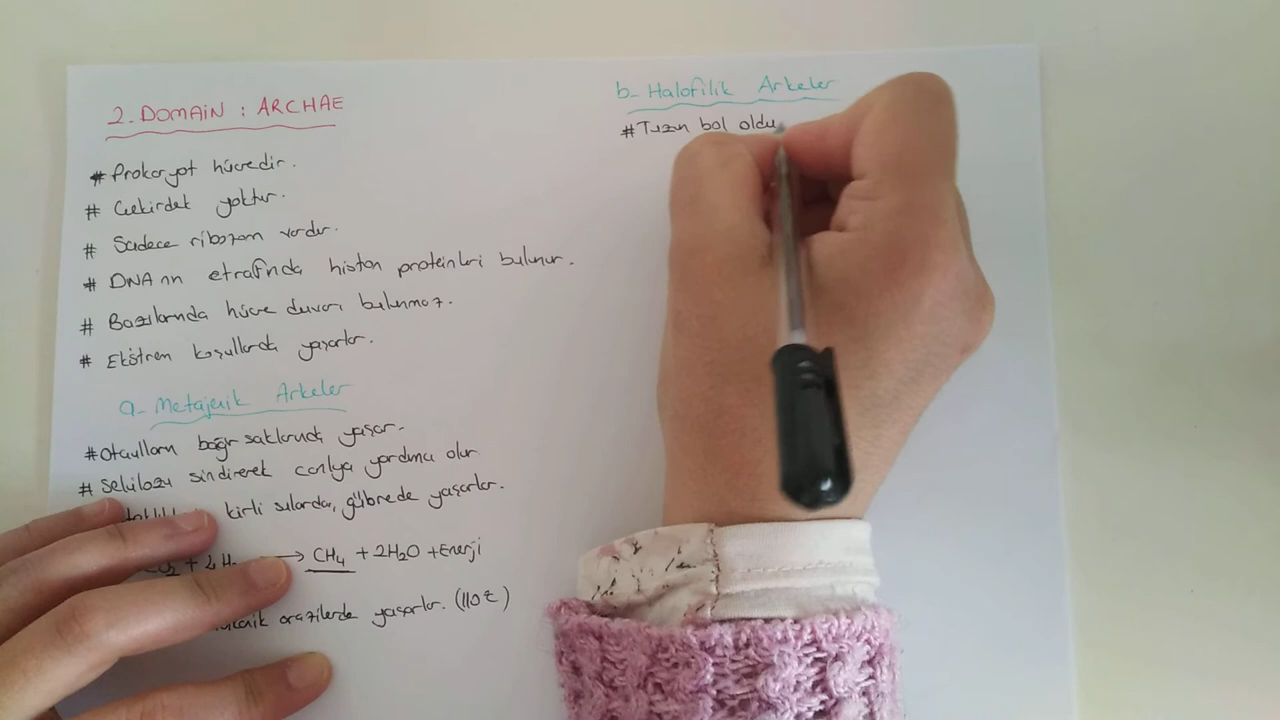 2. DOMAIN : ARCHAE
# Prokaryot hücredir.
# Çekirdek yoktur.
# Sadece ribozom vardır.
# DNA nın etrafında histon proteinleri bulunur.
# Bazılarında hücre duvarı bulunmaz.
# Ekstrem koşullarda yaşarlar.
a- Metajenik Arkeler
# Otçulların bağırsaklarında yaşar.
# Selülozu sindirerek canlıya yardımcı olur
kirli sularda, gübrede yaşarlar.
→ CH4 + 2H2O + Enerji
arazilerde yaşarlar.
b- Halofilik Arkeler
# Tuzun bol oldu